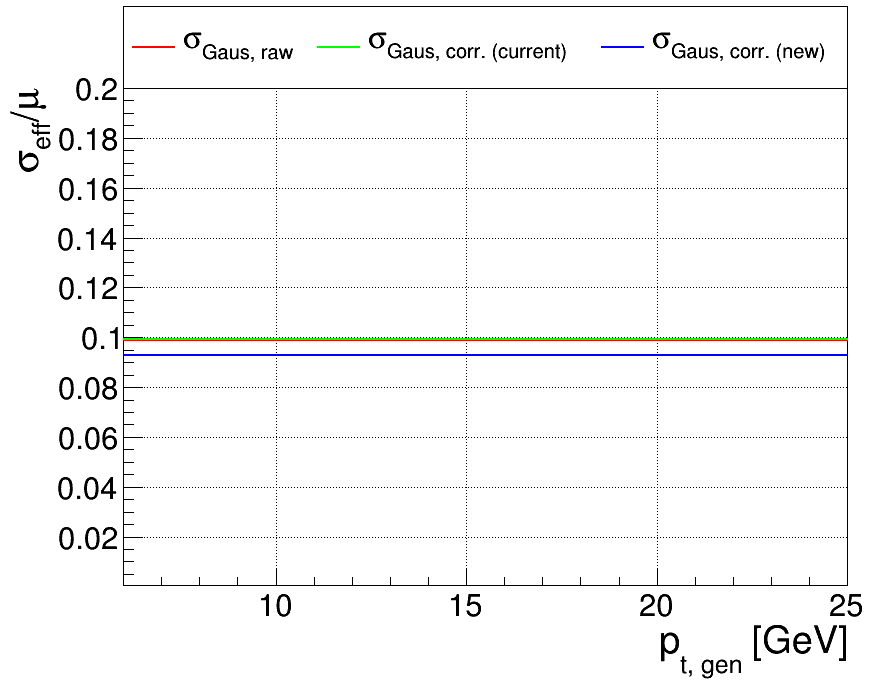 σGaus, raw σGaus, corr. (current) σGaus, corr. (new)
σeff/μ
0.2
0.18
0.16
0.14
0.12
0.1
0.08
0.06
0.04
0.02
10 15 20 25
pt, gen [GeV]